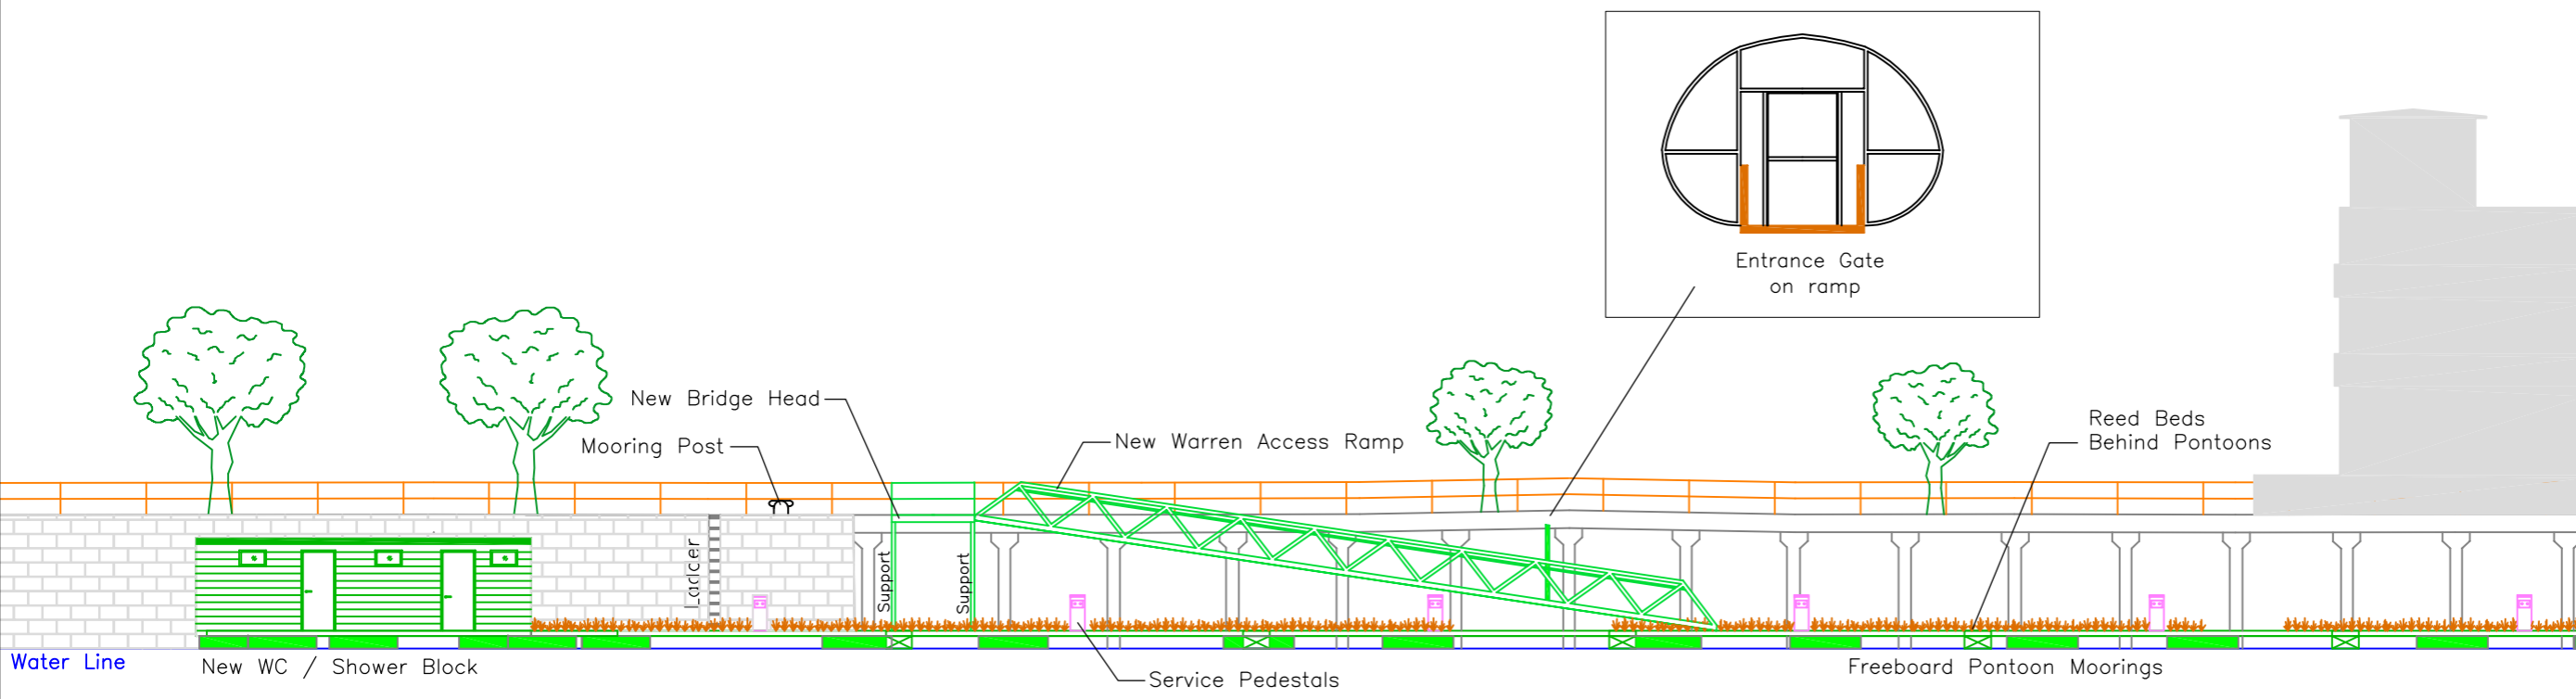 Entrance Gate
on ramp
New Bridge Head
Mooring Post
New Warren Access Ramp
Reed Beds
Behind Pontoons
Ladder
Support
Support
Water Line
New WC / Shower Block
Service Pedestals
Freeboard Pontoon Moorings